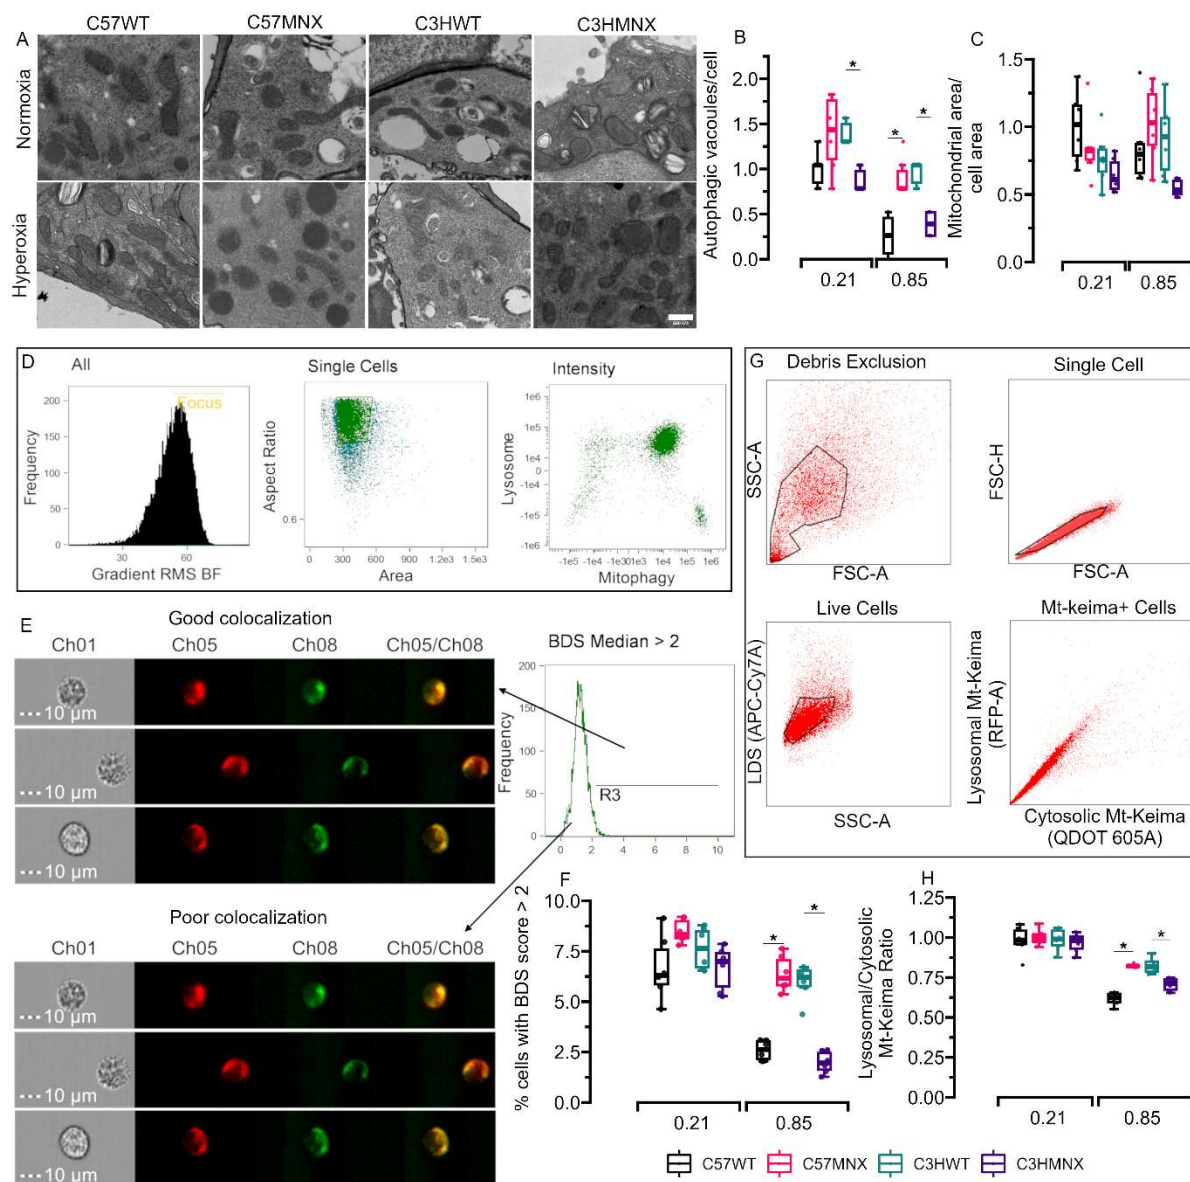 A
C57WT
C57MNX
C3HWT
C3HMNX
Normoxia
Hyperoxia
B
Autophagic vacoules/cell
2.0
1.5
1.0
0.5
0.0
0.21
0.85
*
*
*
C
Mitochondrial area/
cell area
1.5
1.0
0.5
0.0
0.21
0.85
D
All
Focus
Frequency
200
150
100
50
0
30
60
Gradient RMS BF
Single Cells
Aspect Ratio
0.6
0
300
600
900
1.2e3
1.5e3
Area
Intensity
Lysosome
1e6
1e5
1e4
0
-1e4
-1e5
-1e6
-1e5
-1e3
0
1e3
1e4
1e5
1e6
Mitophagy
E
Good colocalization
Ch01
Ch05
Ch08
Ch05/Ch08
10 µm
10 µm
10 µm
Poor colocalization
Ch01
Ch05
Ch08
Ch05/Ch08
10 µm
10 µm
10 µm
BDS Median > 2
Frequency
200
150
100
50
0
R3
0
2
4
6
8
10
F
% cells with BDS score > 2
10.0
7.5
5.0
2.5
0.0
0.21
0.85
*
*
G
Debris Exclusion
SSC-A
FSC-A
Single Cell
FSC-H
FSC-A
Live Cells
LDS (APC-Cy7A)
SSC-A
Mt-keima+ Cells
Lysosomal Mt-Keima
(RFP-A)
Cytosolic Mt-Keima
(QDOT 605A)
H
Lysosomal/Cytosolic
Mt-Keima Ratio
1.25
1.00
0.75
0.50
0.25
0.00
0.21
0.85
*
*
C57WT
C57MNX
C3HWT
C3HMNX